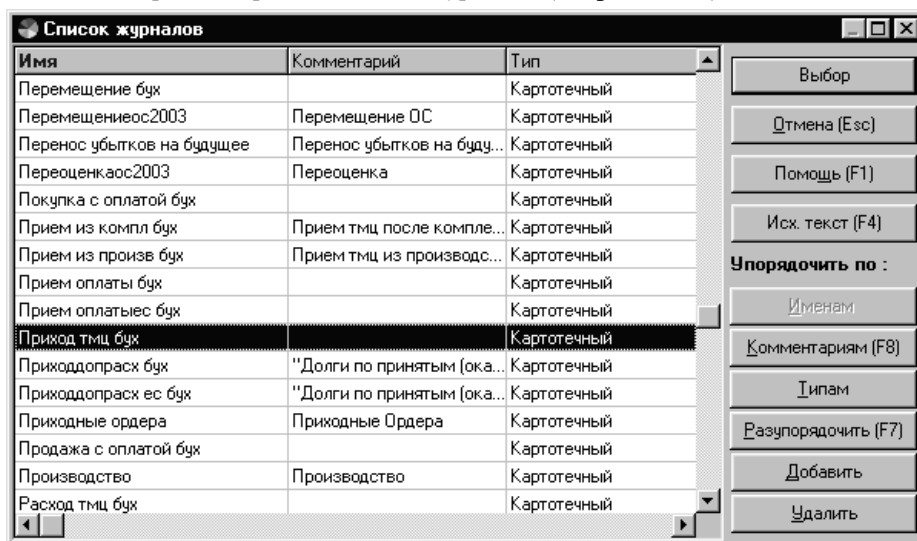 Список журналов
Имя Комментарий Тип
Перемещение бух Картотечный
Перемещениеос2003 Перемещение ОС Картотечный
Перенос убытков на будущее Перенос убытков на буду... Картотечный
Переоценкаос2003 Переоценка Картотечный
Покупка с оплатой бух Картотечный
Прием из компл бух Прием тмц после компле... Картотечный
Прием из произв бух Прием тмц из производс... Картотечный
Прием оплаты бух Картотечный
Прием оплатыес бух Картотечный
Приход тмц бух Картотечный
Приходдопрасх бух "Долги по принятым (ока... Картотечный
Приходдопрасх ес бух "Долги по принятым (ока... Картотечный
Приходные ордера Приходные Ордера Картотечный
Продажа с оплатой бух Картотечный
Производство Производство Картотечный
Расход тмц бух Картотечный
Выбор
Отмена (Esc)
Помощь (F1)
Исх. текст (F4)
Упорядочить по :
Именам
Комментариям (F8)
Типам
Разупорядочить (F7)
Добавить
Удалить